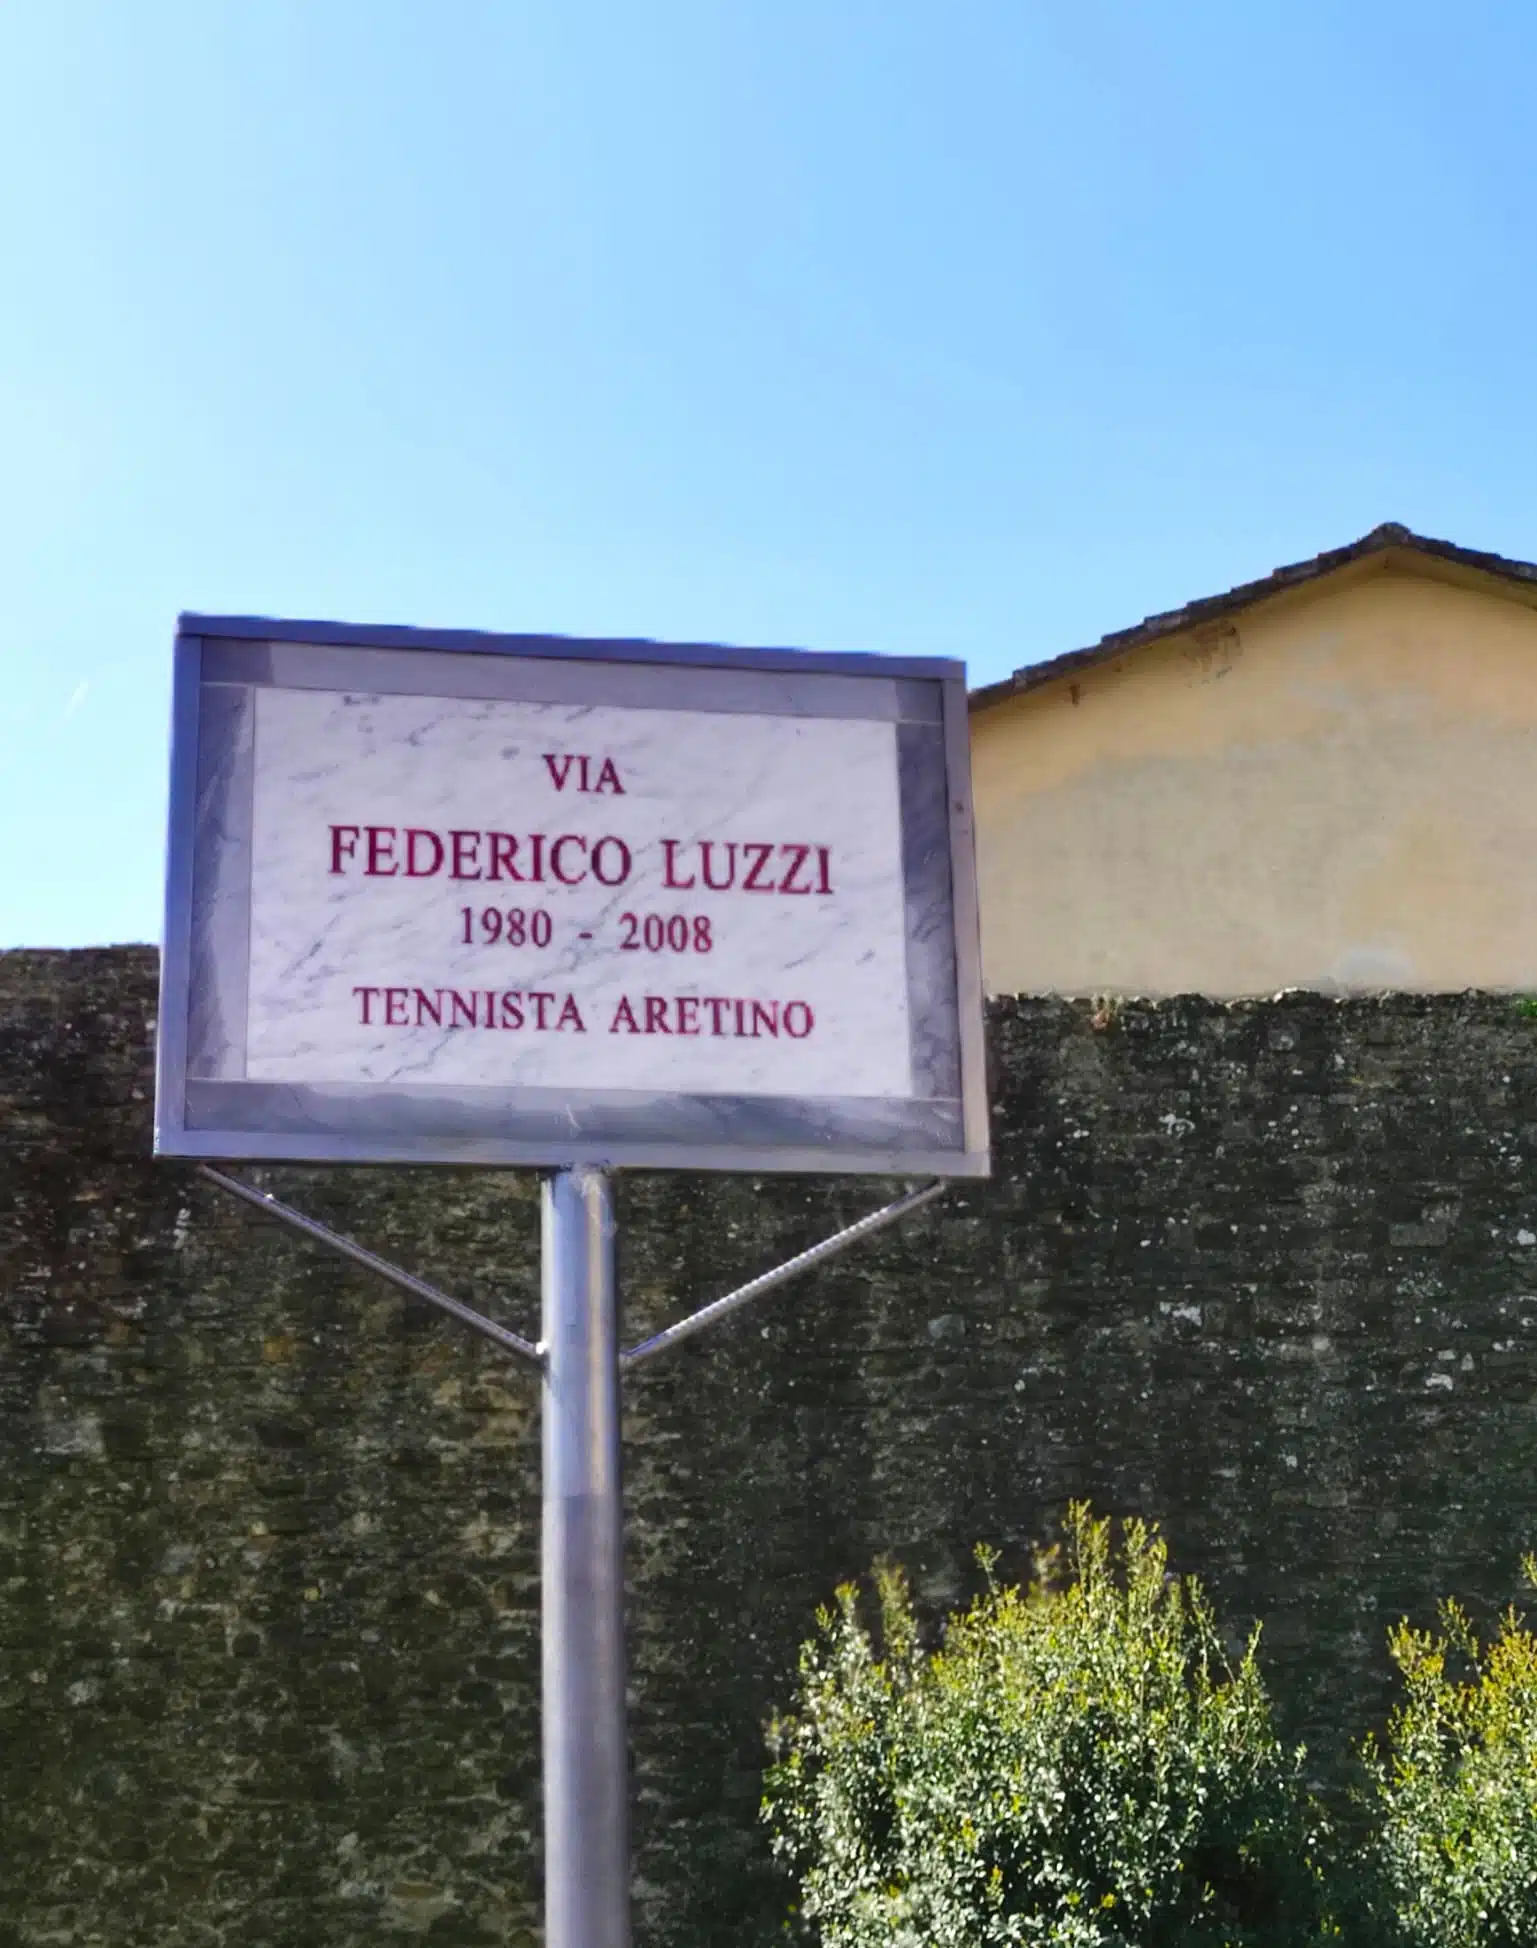 VIA
FEDERICO LUZZI
1980 - 2008
TENNISTA ARETINO